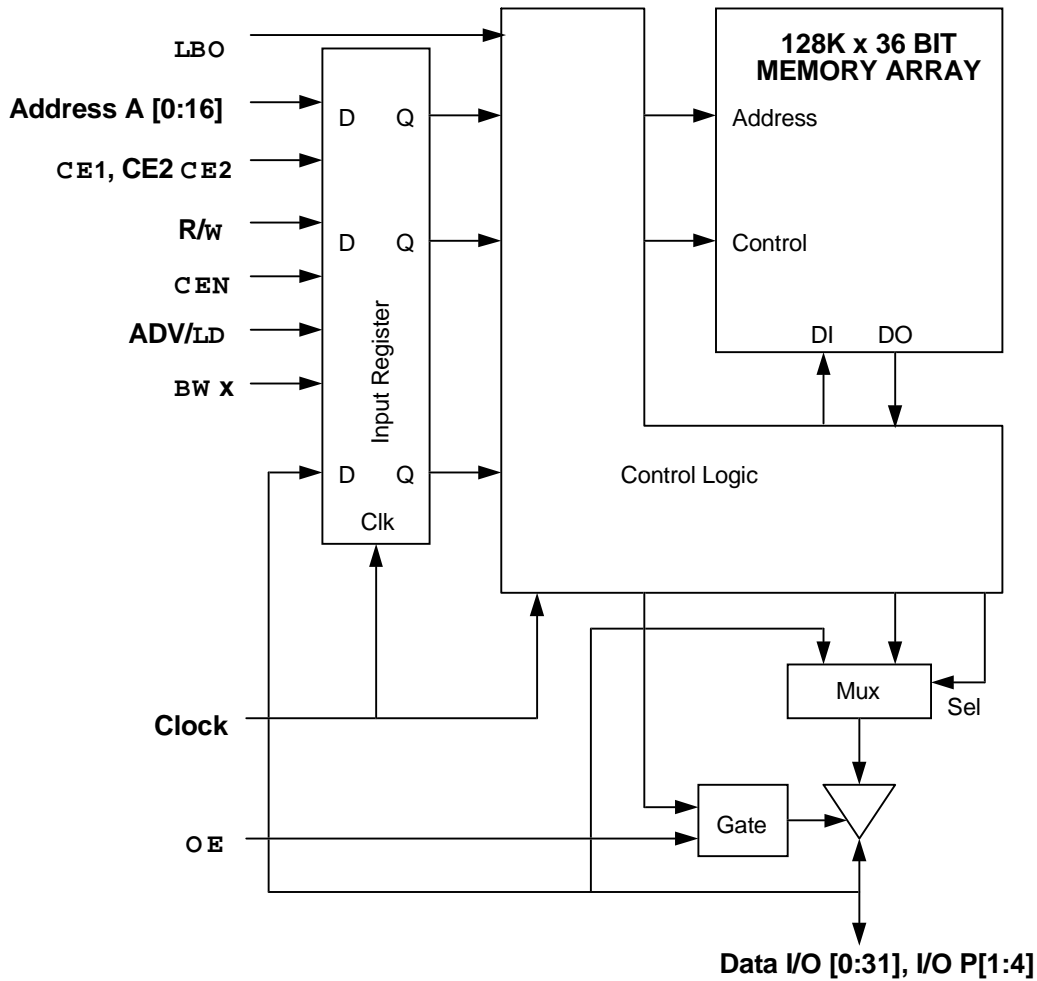 LBO
128K x 36 BIT
MEMORY ARRAY
Address A [0:16]
D Q
Address
CE1, CE2 CE2
R/W
D Q
Control
CEN
ADV/LD
Input Register
DI DO
BW x
D Q
Control Logic
Clk
Mux
Sel
Clock
Gate
OE
Data I/O [0:31], I/O P[1:4]